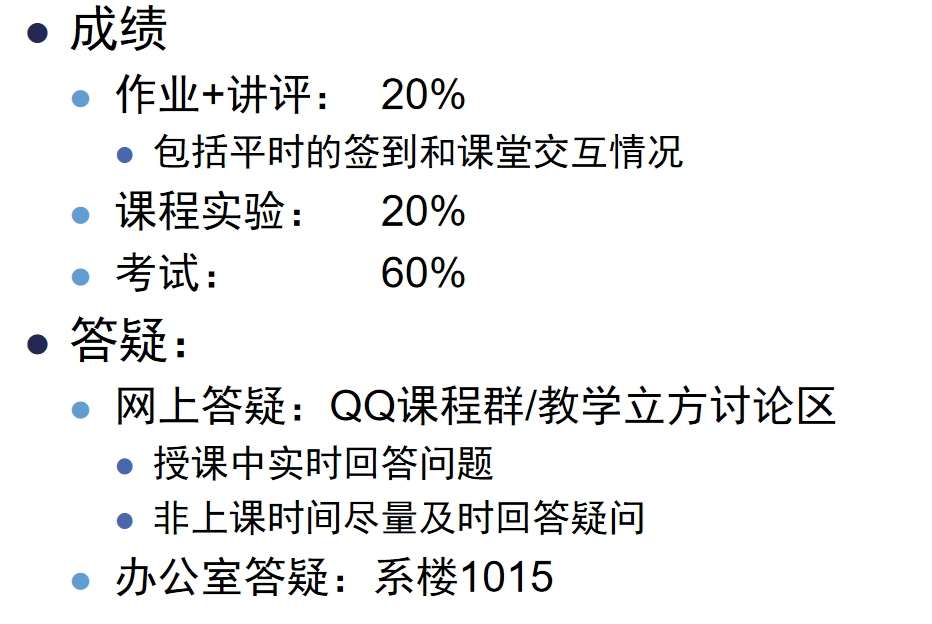 成绩
作业+讲评： 20%
包括平时的签到和课堂交互情况
课程实验： 20%
考试： 60%
答疑：
网上答疑：QQ课程群/教学立方讨论区
授课中实时回答问题
非上课时间尽量及时回答疑问
办公室答疑：系楼1015